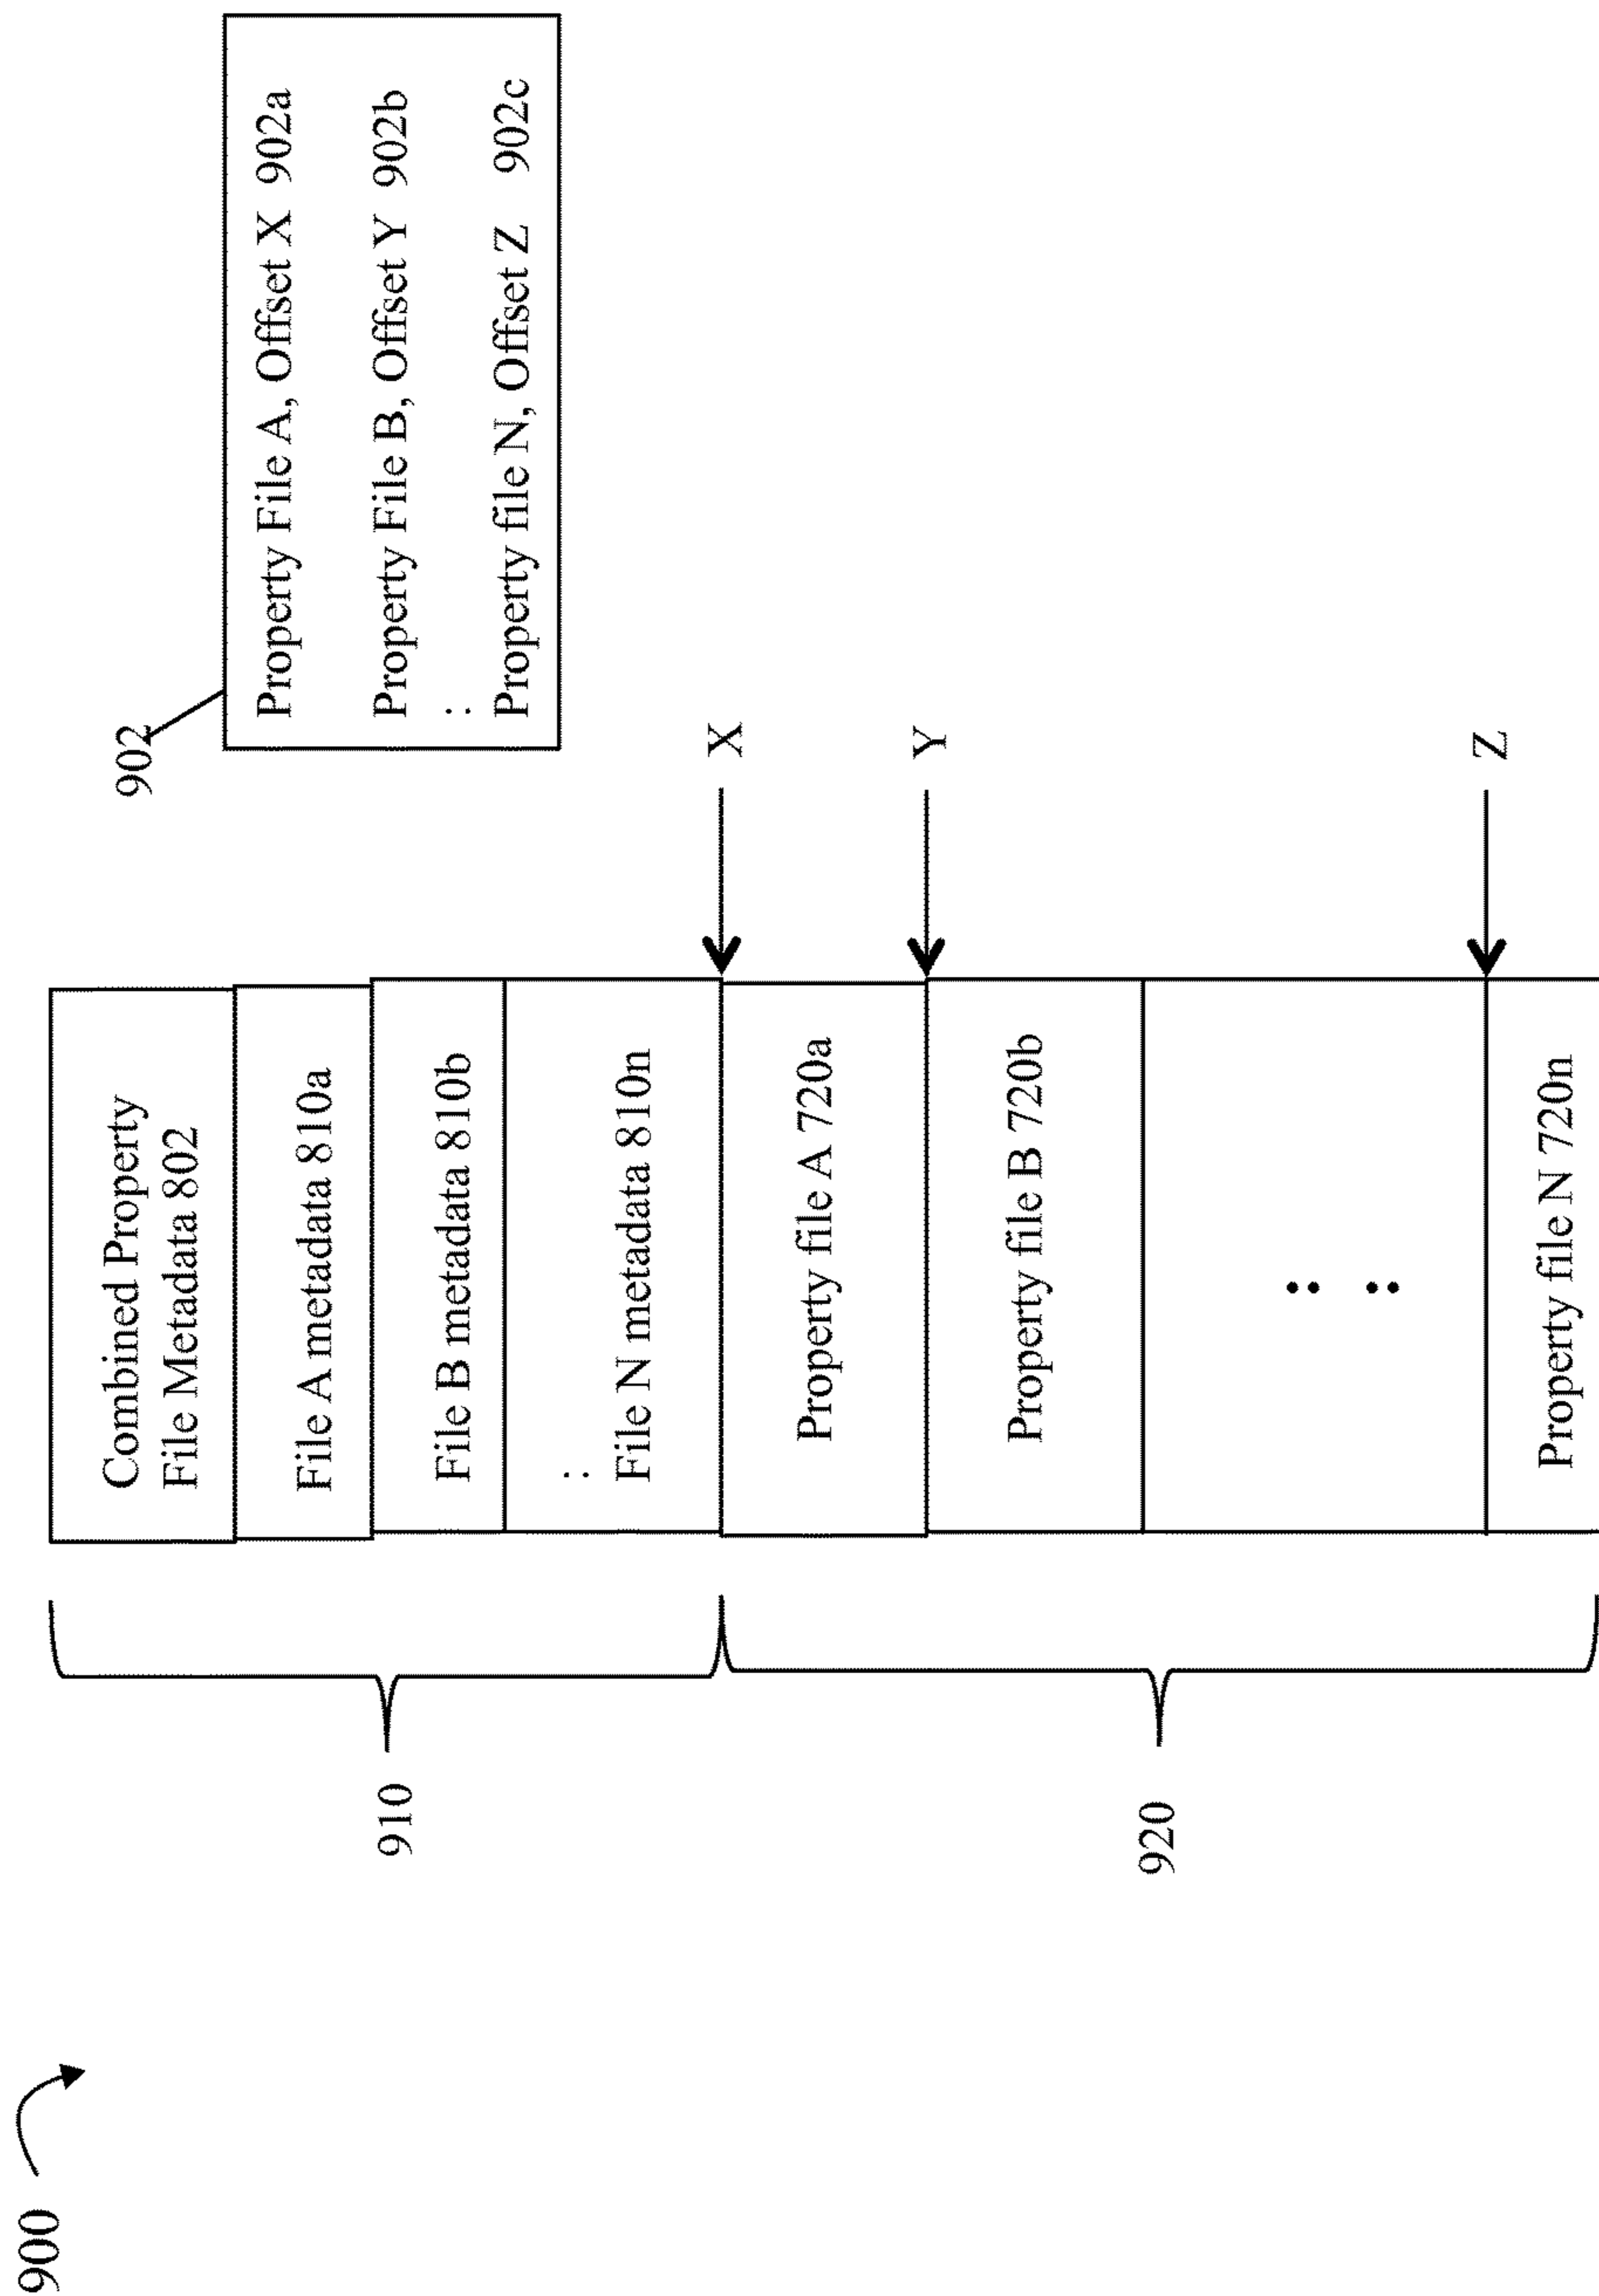 900
910
920
Combined Property
File Metadata 802
File A metadata 810a
File B metadata 810b
:
File N metadata 810n
Property file A 720a
Property file B 720b
: :
Property file N 720n
X
Y
Z
902
Property File A, Offset X 902a
Property File B, Offset Y 902b
:
Property file N, Offset Z 902c